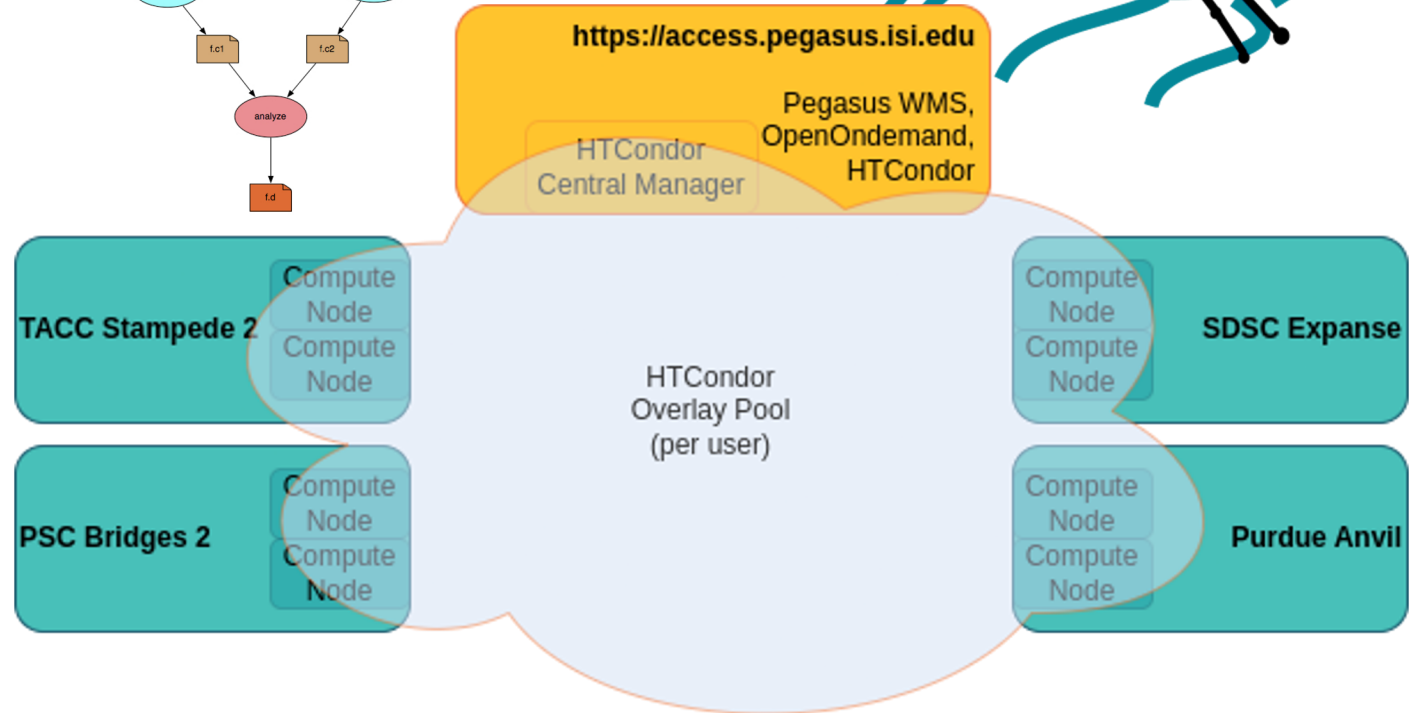 f.c1
f.c2
analyze
f.d
https://access.pegasus.isi.edu
Pegasus WMS,
OpenOndemand,
HTCondor
HTCondor
Central Manager
TACC Stampede 2
Compute
Node
Compute
Node
Compute
Node
Compute
Node
SDSC Expanse
HTCondor
Overlay Pool
(per user)
PSC Bridges 2
Compute
Node
Compute
Node
Compute
Node
Compute
Node
Purdue Anvil